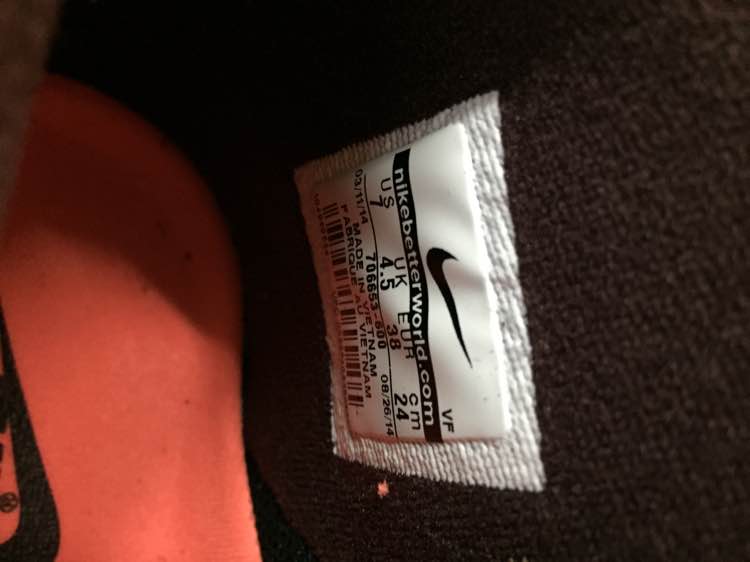 VF
nikebetterworld.com
US UK EUR cm
7 4.5 38 24
03/11/14 706653-600 08/26/14
MADE IN VIETNAM
FABRIQUE AU VIETNAM
®